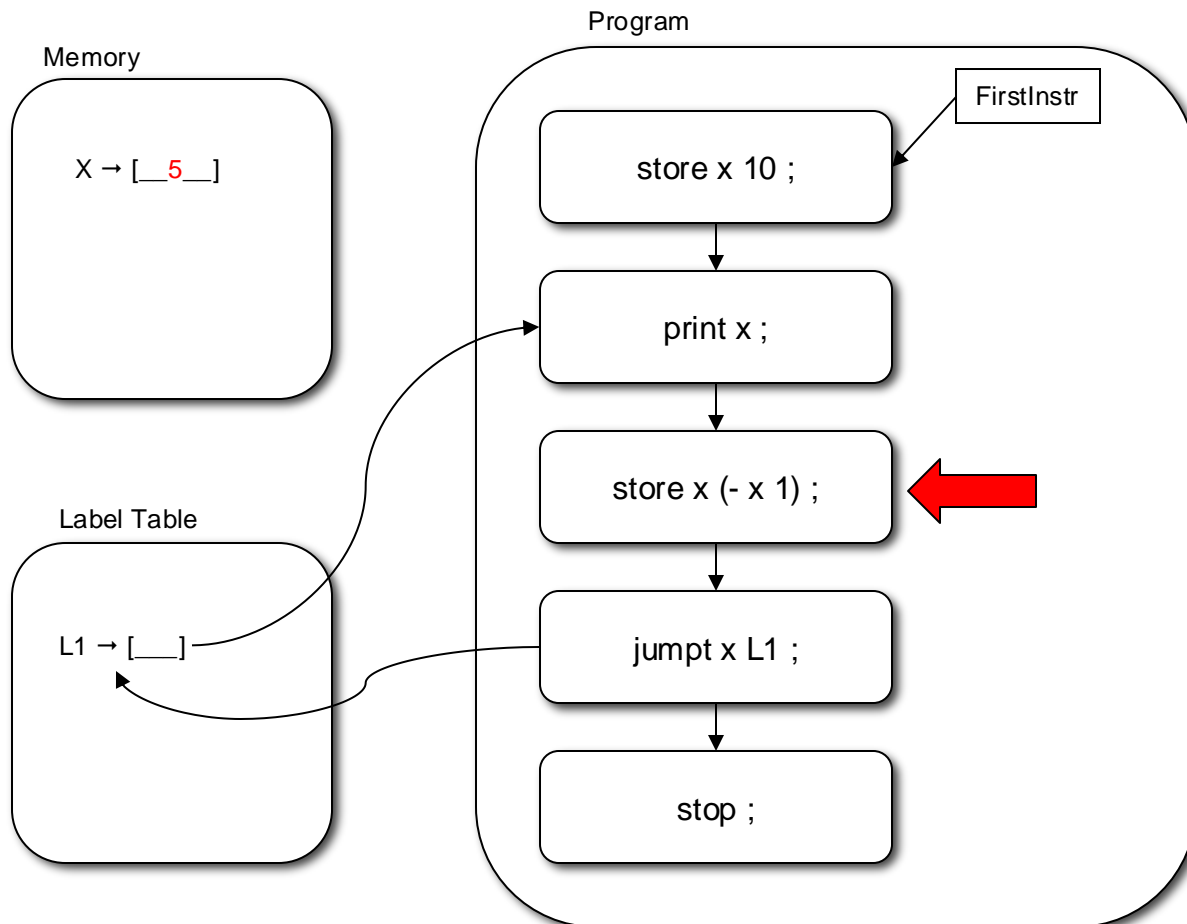 Program
Memory
FirstInstr
store x 10 ;
X → [__5__]
print x ;
store x (- x 1) ;
Label Table
L1 → [___]
jumpt x L1 ;
stop ;